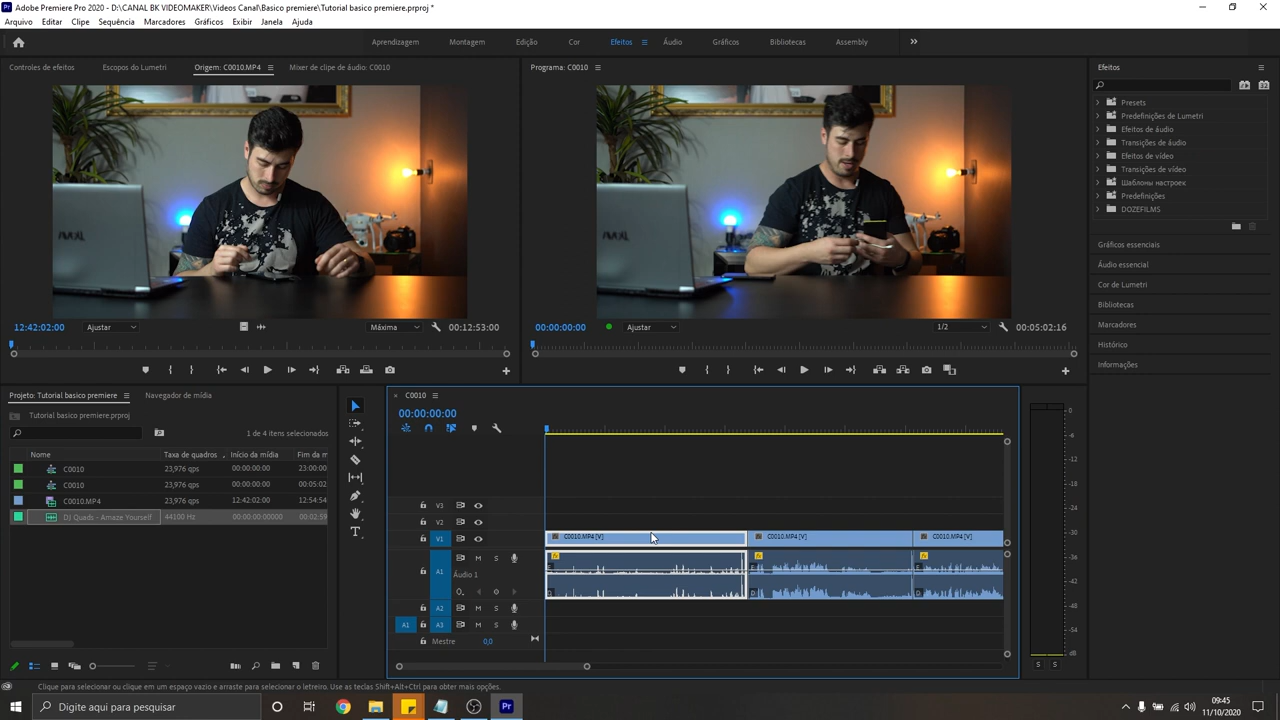 Adobe Premiere Pro 2020 - D:\CANAL BK VIDEOMAKER\Videos Canal\Basico premiere\Tutorial basico premiere.prproj *
Arquivo Editar Clipe Sequência Marcadores Gráficos Exibir Janela Ajuda
Aprendizagem Montagem Edição Cor Efeitos Áudio Gráficos Bibliotecas Assembly
Controles de efeitos Escopos do Lumetri Origem: C0010.MP4 Mixer de clipe de áudio: C0010
Programa: C0010
Efeitos
Presets
Predefinições de Lumetri
Efeitos de áudio
Transições de áudio
Efeitos de vídeo
Transições de vídeo
Шаблоны настроек
Predefinições
DOZEFILMS
Gráficos essenciais
Áudio essencial
Cor de Lumetri
Bibliotecas
Marcadores
Histórico
Informações
12:42:02:00 Ajustar Máxima 00:12:53:00
00:00:00:00 Ajustar 1/2 00:05:02:16
Projeto: Tutorial basico premiere Navegador de mídia
Tutorial basico premiere.prproj
1 de 4 itens selecionados
Nome Taxa de quadros Início da mídia Fim da m
C0010 23,976 qps 00:00:00:00 23:00:00
C0010 23,976 qps 00:00:00:00 00:05:02
C0010.MP4 23,976 qps 12:42:02:00 12:54:54
DJ Quads - Amaze Yourself 44100 Hz 00:00:00:00000 00:02:59
C0010
00:00:00:00
V3
V2
V1 C0010.MP4 [V] C0010.MP4 [V] C0010.MP4 [V]
A1 M S
Áudio 1
A2 M S
A1 A3 M S
Mestre 0,0
0
-6
-12
-18
-24
-30
-36
-42
-48
-54
dB
S S
Clique para selecionar ou clique em um espaço vazio e arraste para selecionar o letreiro. Use as teclas Shift+Alt+Ctrl para obter mais opções.
Digite aqui para pesquisar
09:45
11/10/2020